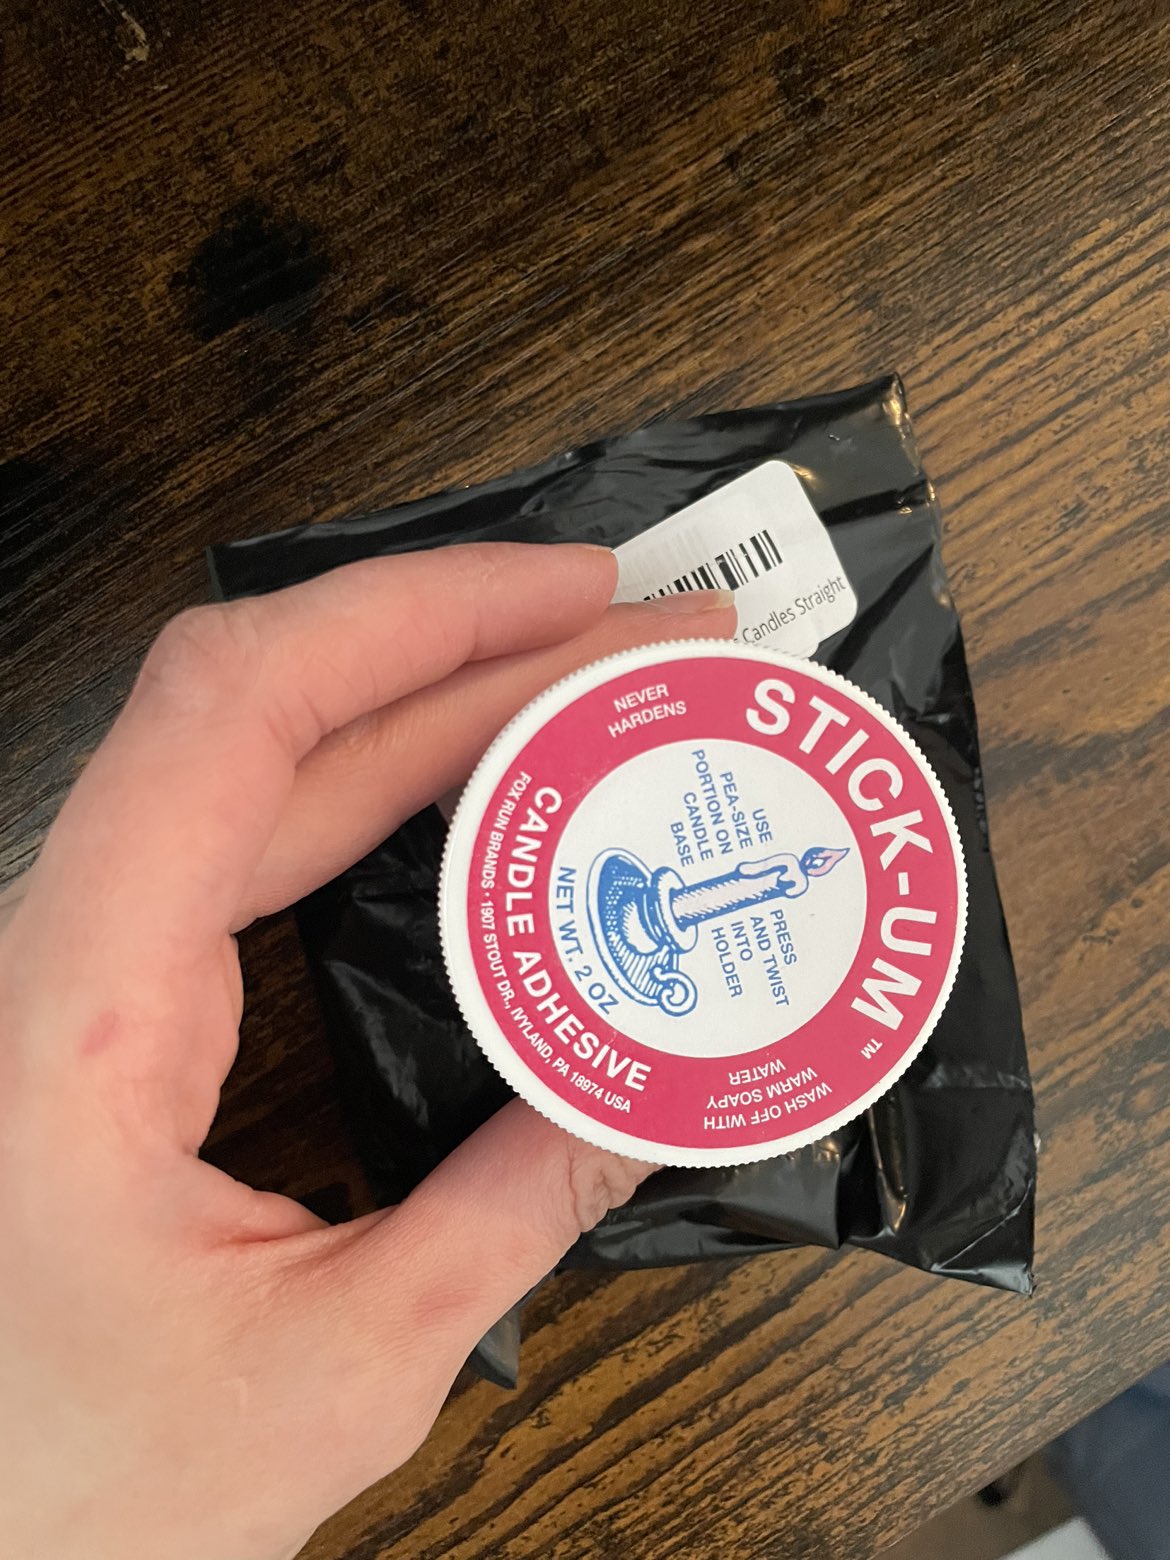 Candles Straight
STICK-UM™
NEVER
HARDENS
USE
PEA-SIZE
PORTION ON
CANDLE
BASE
PRESS
AND TWIST
INTO
HOLDER
WASH OFF WITH
WARM SOAPY
WATER
NET WT. 2 OZ
CANDLE ADHESIVE
FOX RUN BRANDS • 1907 STOUT DR., IVYLAND, PA 18974 USA